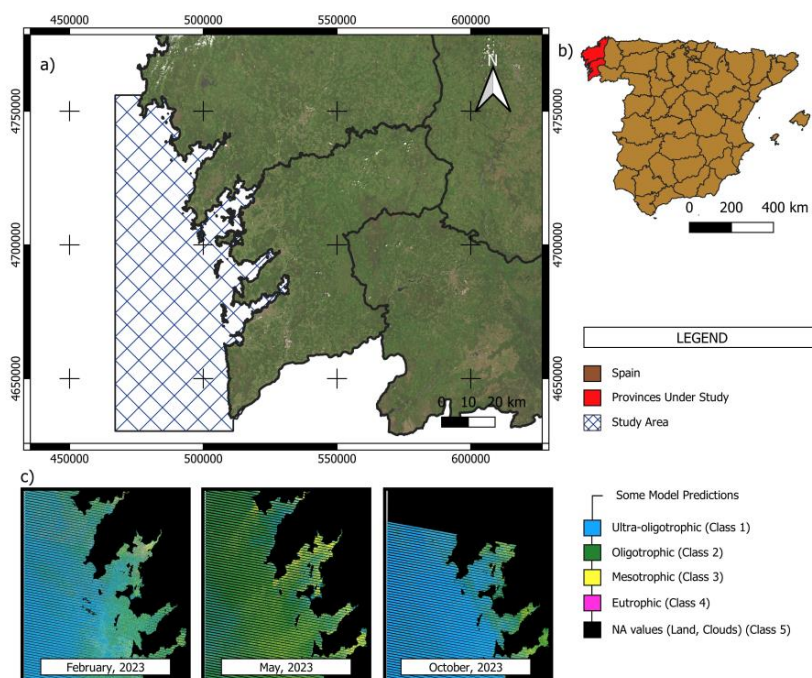 450000 500000 550000 600000
a)
N
b)
4750000 4750000
4700000 4700000
4650000 4650000
0 10 20 km
450000 500000 550000 600000
0 200 400 km
LEGEND
Spain
Provinces Under Study
Study Area
c)
February, 2023
May, 2023
October, 2023
Some Model Predictions
Ultra-oligotrophic (Class 1)
Oligotrophic (Class 2)
Mesotrophic (Class 3)
Eutrophic (Class 4)
NA values (Land, Clouds) (Class 5)